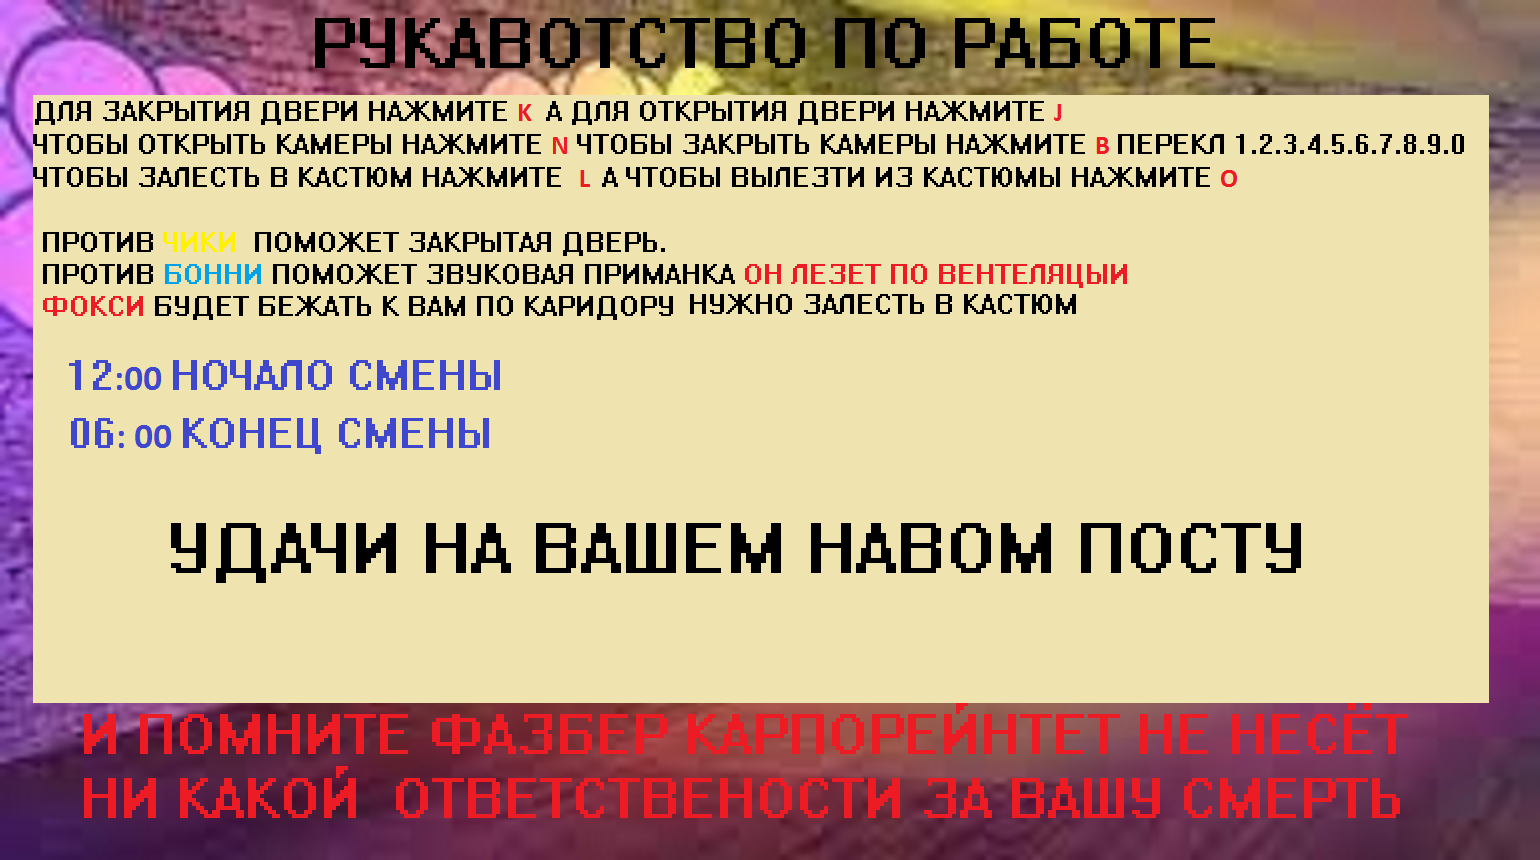 РУКАВОТСТВО ПО РАБОТЕ
ДЛЯ ЗАКРЫТИЯ ДВЕРИ НАЖМИТЕ K А ДЛЯ ОТКРЫТИЯ ДВЕРИ НАЖМИТЕ J
ЧТОБЫ ОТКРЫТЬ КАМЕРЫ НАЖМИТЕ N ЧТОБЫ ЗАКРЫТЬ КАМЕРЫ НАЖМИТЕ B ПЕРЕКЛ 1.2.3.4.5.6.7.8.9.0
ЧТОБЫ ЗАЛЕСТЬ В КАСТЮМ НАЖМИТЕ L А ЧТОБЫ ВЫЛЕЗТИ ИЗ КАСТЮМЫ НАЖМИТЕ O
ПРОТИВ ЧИКИ ПОМОЖЕТ ЗАКРЫТАЯ ДВЕРЬ.
ПРОТИВ БОННИ ПОМОЖЕТ ЗВУКОВАЯ ПРИМАНКА ОН ЛЕЗЕТ ПО ВЕНТЕЛЯЦЫИ
ФОКСИ БУДЕТ БЕЖАТЬ К ВАМ ПО КАРИДОРУ НУЖНО ЗАЛЕСТЬ В КАСТЮМ
12:00 НОЧАЛО СМЕНЫ
06: 00 КОНЕЦ СМЕНЫ
УДАЧИ НА ВАШЕМ НАВОМ ПОСТУ
И ПОМНИТЕ ФАЗБЕР КАРПОРЕЙНТЕТ НЕ НЕСЁТ
НИ КАКОЙ ОТВЕТСТВЕНОСТИ ЗА ВАШУ СМЕРТЬ